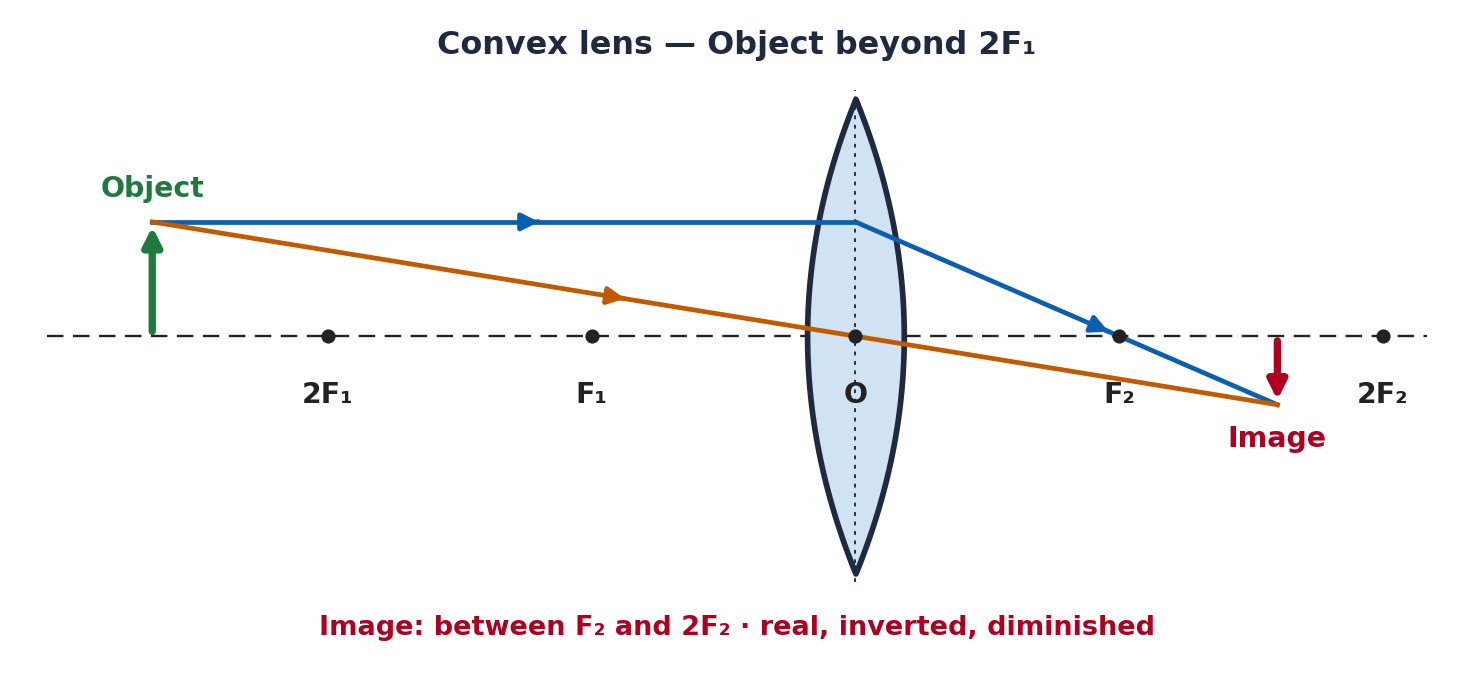 Convex lens — Object beyond 2F₁
Object
2F₁
F₁
O
F₂
2F₂
Image
Image: between F₂ and 2F₂ · real, inverted, diminished